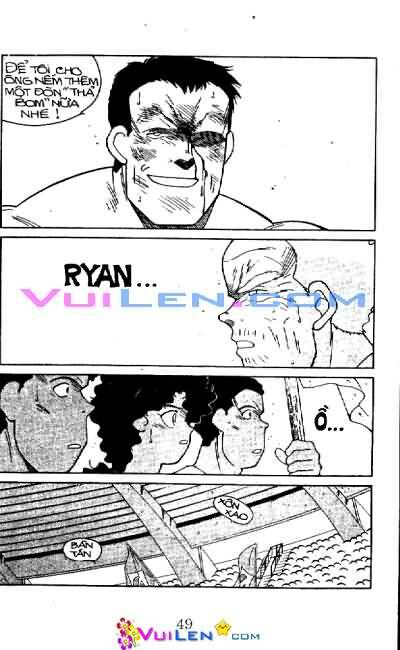 ĐỂ TÔI CHO
ÔNG NẾM THÊM
MỘT ĐÒN "THẢ
BOM" NỮA
NHÉ !
RYAN...
VUILEN.COM
Ồ...
XÔN
XAO
BÀN
TÁN
49
VUILEN.COM